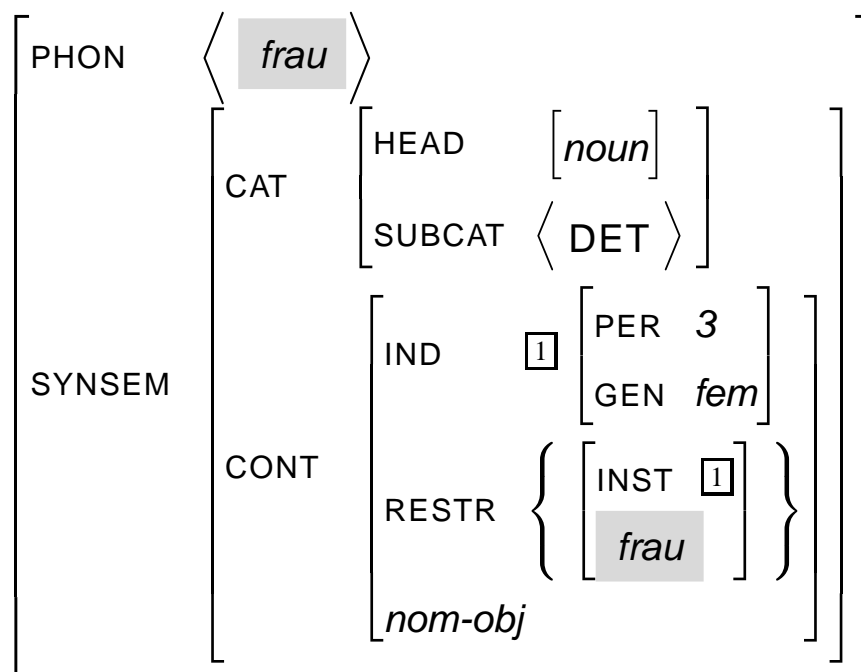 PHON ⟨ frau ⟩
HEAD [noun]
CAT
SUBCAT ⟨ DET ⟩
PER 3
IND 1
SYNSEM
GEN fem
CONT
INST 1
RESTR
frau
nom-obj